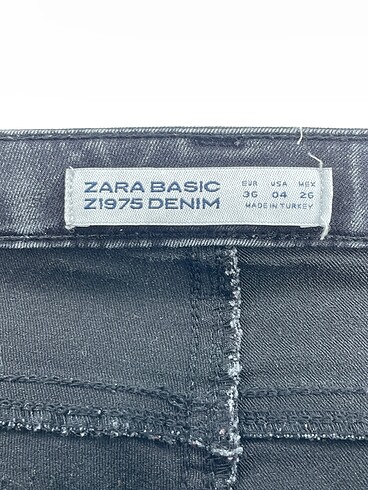 ZARA BASIC
Z1975 DENIM
EUR USA MEX
36 04 26
MADE IN TURKEY